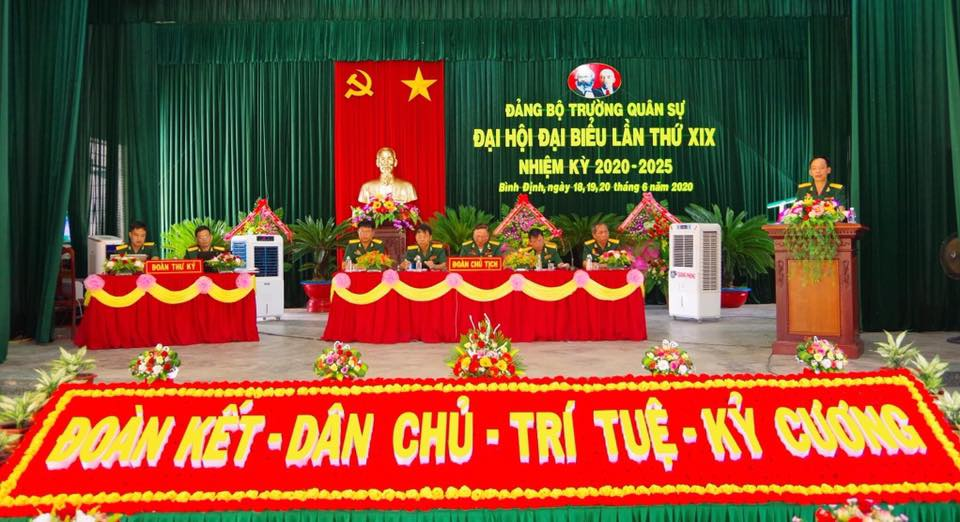 ĐẢNG BỘ TRƯỜNG QUÂN SỰ
ĐẠI HỘI ĐẠI BIỂU LẦN THỨ XIX
NHIỆM KỲ 2020-2025
Bình Định, ngày 18,19,20 tháng 6 năm 2020
ĐOÀN THƯ KÝ
ĐOÀN CHỦ TỊCH
ĐOÀN KẾT - DÂN CHỦ - TRÍ TUỆ - KỶ CƯƠNG